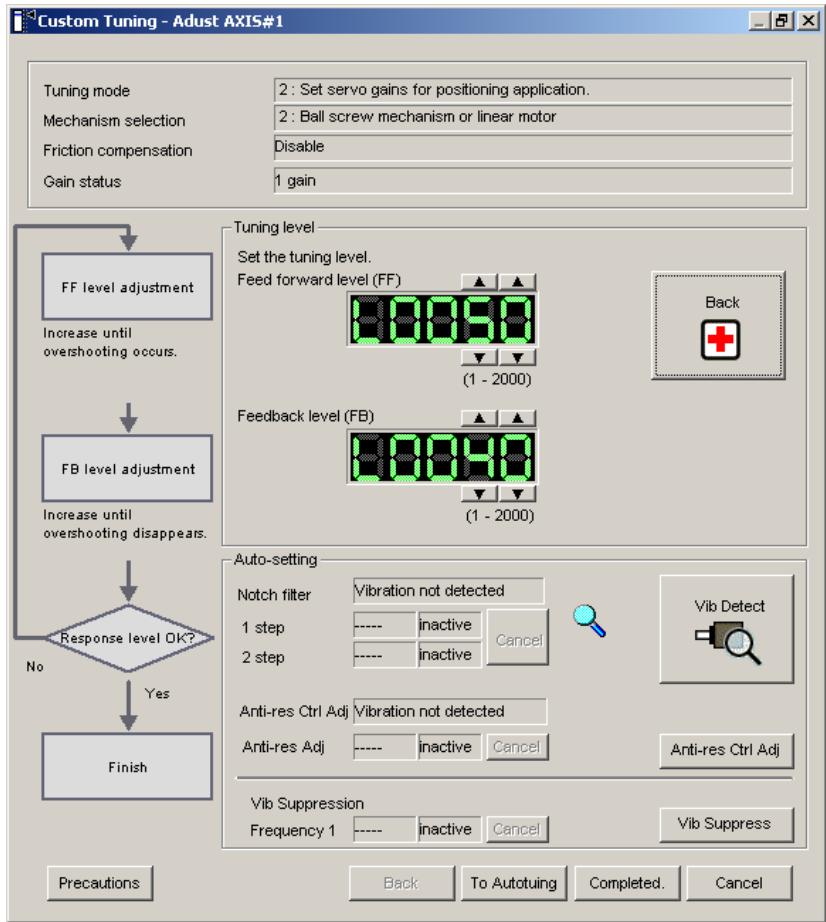 Custom Tuning - Adust AXIS#1
Tuning mode
2 : Set servo gains for positioning application.
Mechanism selection
2 : Ball screw mechanism or linear motor
Friction compensation
Disable
Gain status
1 gain
FF level adjustment
Increase until
overshooting occurs.
FB level adjustment
Increase until
overshooting disappears.
Response level OK?
No
Yes
Finish
Tuning level
Set the tuning level.
Feed forward level (FF)
L0050
(1 - 2000)
Back
Feedback level (FB)
L0040
(1 - 2000)
Auto-setting
Notch filter
Vibration not detected
1 step
-----
inactive
Cancel
2 step
-----
inactive
Vib Detect
Anti-res Ctrl Adj
Vibration not detected
Anti-res Adj
-----
inactive
Cancel
Anti-res Ctrl Adj
Vib Suppression
Frequency 1
-----
inactive
Cancel
Vib Suppress
Precautions
Back
To Autotuing
Completed.
Cancel